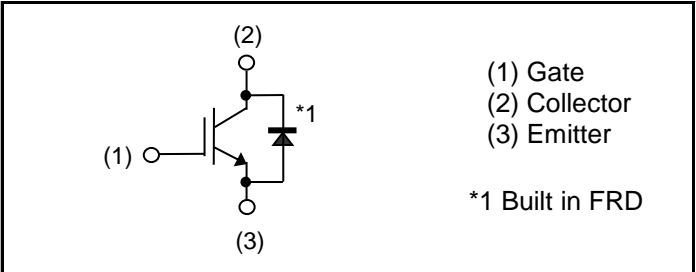 (2)
*1
(1)
(3)
(1) Gate
(2) Collector
(3) Emitter
*1 Built in FRD